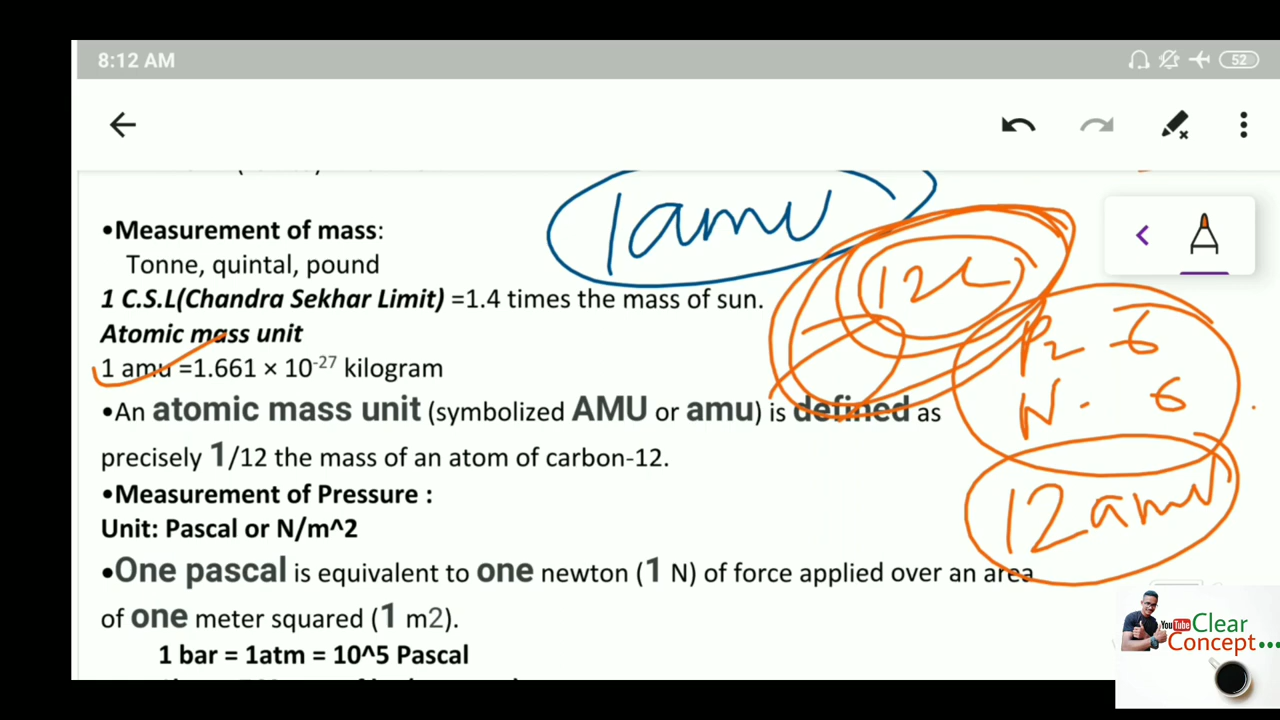 8:12 AM
52
1amu
•Measurement of mass:
Tonne, quintal, pound
1 C.S.L(Chandra Sekhar Limit) =1.4 times the mass of sun.
12C
Atomic mass unit
P - 6
1 amu =1.661 × 10⁻²⁷ kilogram
N - 6
•An atomic mass unit (symbolized AMU or amu) is defined as
precisely 1/12 the mass of an atom of carbon-12.
•Measurement of Pressure :
12amu
Unit: Pascal or N/m^2
•One pascal is equivalent to one newton (1 N) of force applied over an area
of one meter squared (1 m2).
1 bar = 1atm = 10^5 Pascal
YouTube Clear
Concept...